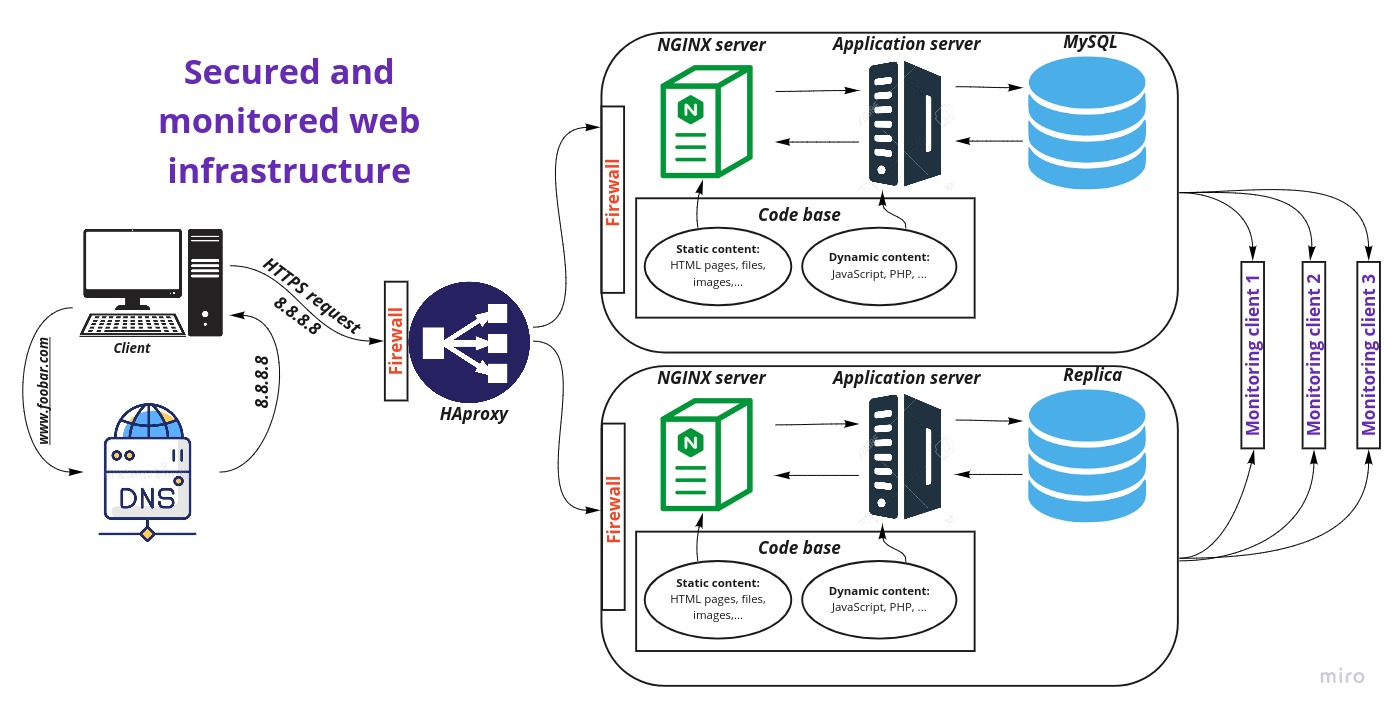 Secured and
monitored web
infrastructure
Client
www.foobar.com
DNS
8.8.8.8
HTTPS request
8.8.8.8
Firewall
HAproxy
NGINX server
Application server
MySQL
Firewall
N
Code base
Static content:
HTML pages, files,
images,...
Dynamic content:
JavaScript, PHP, ...
NGINX server
Application server
Replica
Firewall
N
Code base
Static content:
HTML pages, files,
images,...
Dynamic content:
JavaScript, PHP, ...
Monitoring client 1
Monitoring client 2
Monitoring client 3
miro